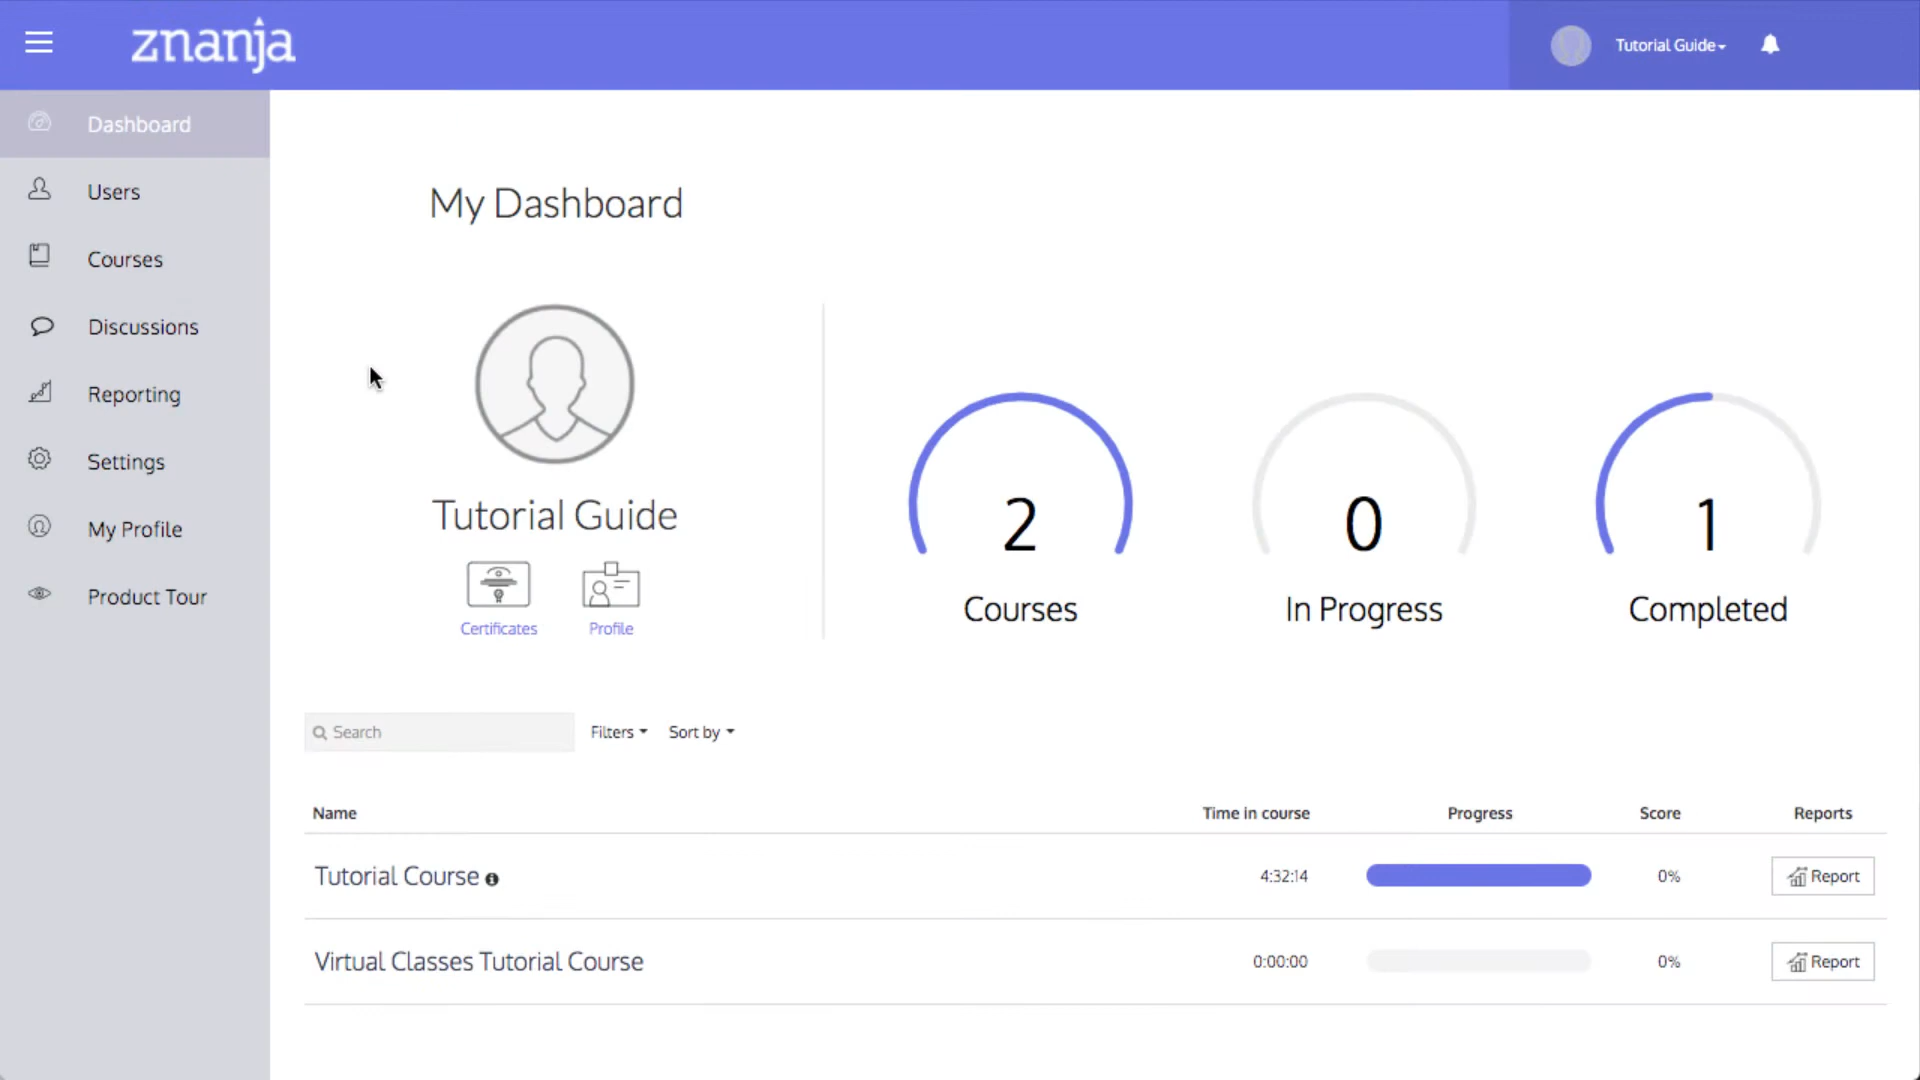 znanja
Tutorial Guide
Dashboard
Users
Courses
Discussions
Reporting
Settings
My Profile
Product Tour
My Dashboard
Tutorial Guide
Certificates
Profile
2
Courses
0
In Progress
1
Completed
Search
Filters
Sort by
Name Time in course Progress Score Reports
Tutorial Course 4:32:14 0% Report
Virtual Classes Tutorial Course 0:00:00 0% Report